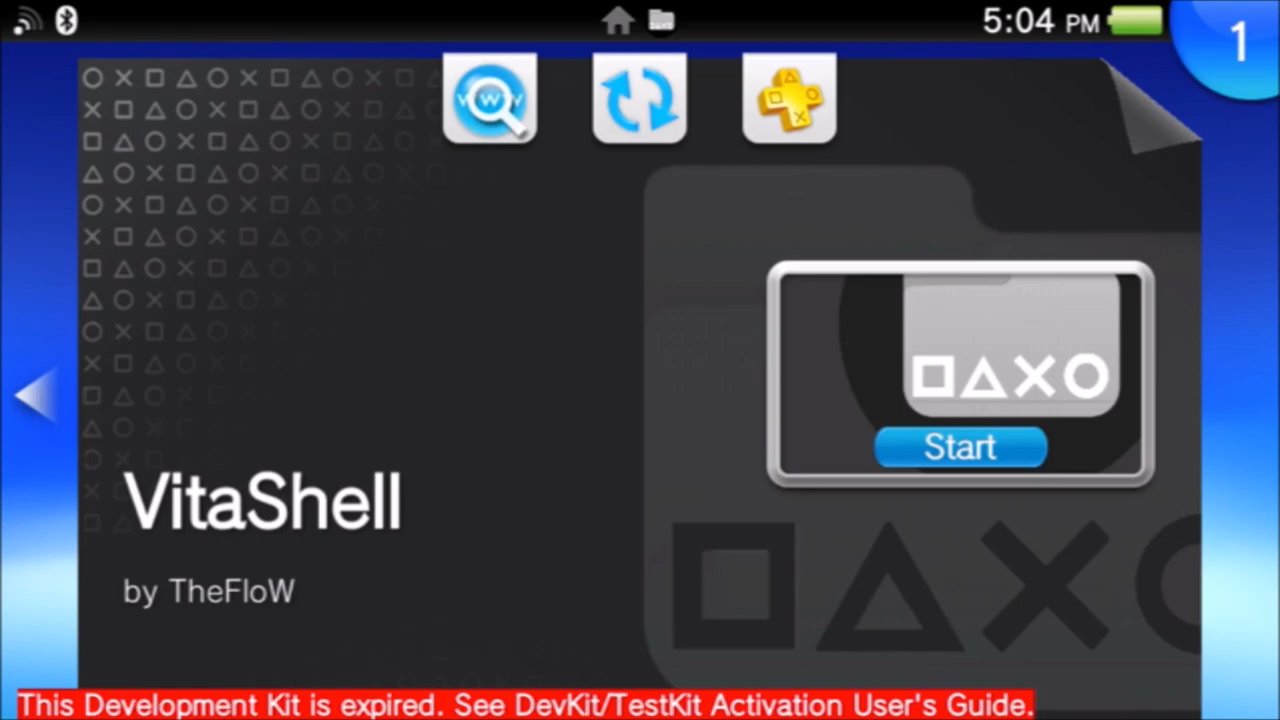 5:04 PM
1
www
Start
VitaShell
by TheFloW
This Development Kit is expired. See DevKit/TestKit Activation User's Guide.